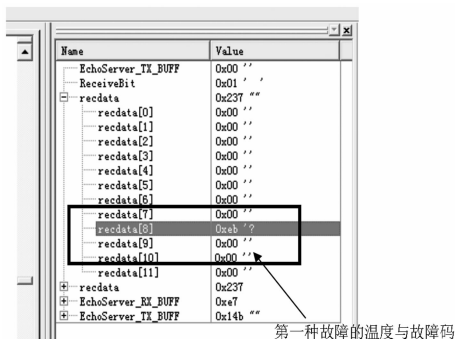 Name Value
EchoServer_TX_BUFF 0x00 ''
ReceiveBit 0x01 ' '
recdata 0x237 ""
recdata[0] 0x00 ''
recdata[1] 0x00 ''
recdata[2] 0x00 ''
recdata[3] 0x00 ''
recdata[4] 0x00 ''
recdata[5] 0x00 ''
recdata[6] 0x00 ''
recdata[7] 0x00 ''
recdata[8] 0xeb '?
recdata[9] 0x00 ''
recdata[10] 0x00 ''
recdata[11] 0x00 ''
recdata 0x237
EchoServer_RX_BUFF 0xe7
EchoServer_TX_BUFF 0x14b ""
第一种故障的温度与故障码